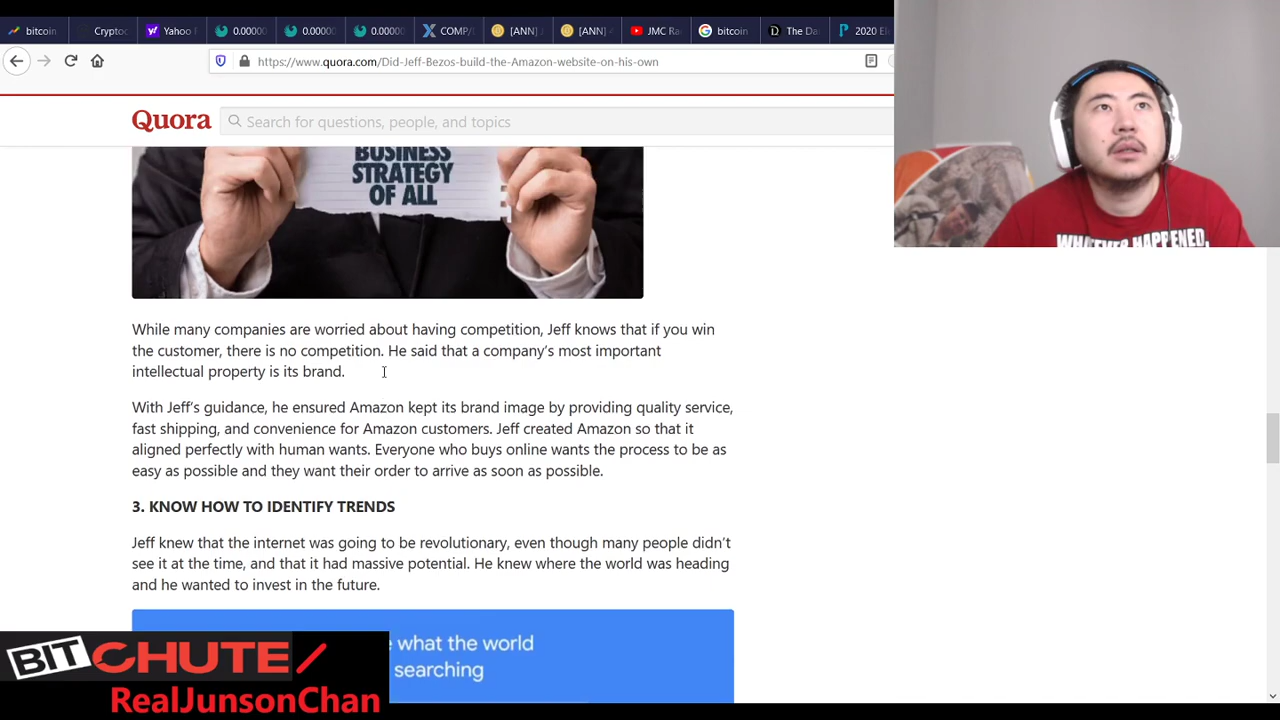 bitcoin
Cryptoc
Yahoo
0.00000
0.00000
0.00000
COMP/
[ANN]
[ANN]
JMC Ra
bitcoin
The Da
2020 El
https://www.quora.com/Did-Jeff-Bezos-build-the-Amazon-website-on-his-own
Quora
Search for questions, people, and topics
BUSINESS
STRATEGY
OF ALL
WHATEVER HAPPENED,
While many companies are worried about having competition, Jeff knows that if you win
the customer, there is no competition. He said that a company's most important
intellectual property is its brand.
With Jeff's guidance, he ensured Amazon kept its brand image by providing quality service,
fast shipping, and convenience for Amazon customers. Jeff created Amazon so that it
aligned perfectly with human wants. Everyone who buys online wants the process to be as
easy as possible and they want their order to arrive as soon as possible.
3. KNOW HOW TO IDENTIFY TRENDS
Jeff knew that the internet was going to be revolutionary, even though many people didn't
see it at the time, and that it had massive potential. He knew where the world was heading
and he wanted to invest in the future.
what the world
searching
BITCHUTE/
RealJunsonChan